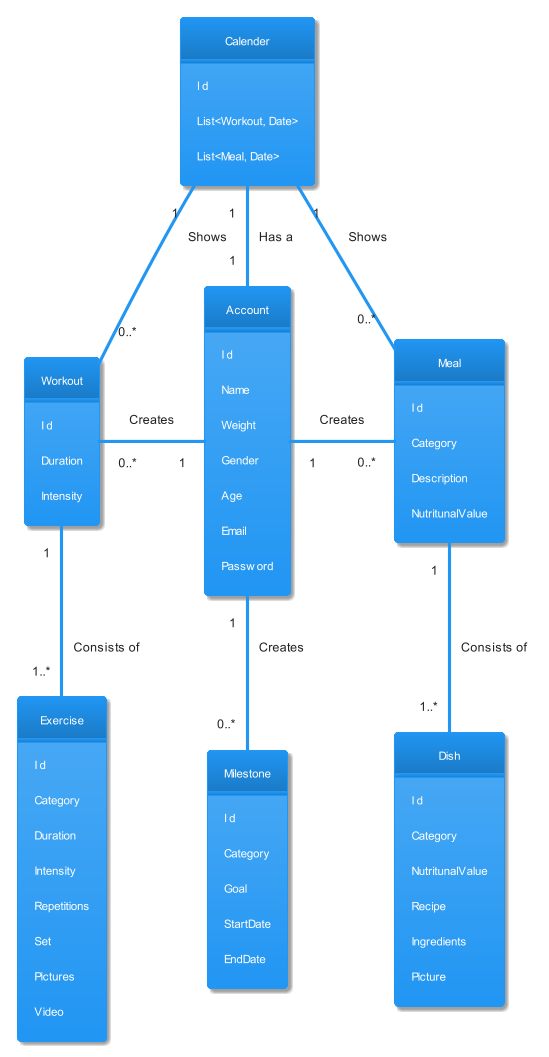 Calender
Id
List<Workout, Date>
List<Meal, Date>
1
1
1
Shows
Has a
Shows
1
0..*
0..*
Account
Id
Name
Weight
Gender
Age
Email
Password
Workout
Id
Duration
Intensity
Meal
Id
Category
Description
NutritunalValue
Creates
0..*
1
Creates
1
0..*
1
Consists of
1..*
1
Creates
0..*
1
Consists of
1..*
Exercise
Id
Category
Duration
Intensity
Repetitions
Set
Pictures
Video
Milestone
Id
Category
Goal
StartDate
EndDate
Dish
Id
Category
NutritunalValue
Recipe
Ingredients
Picture